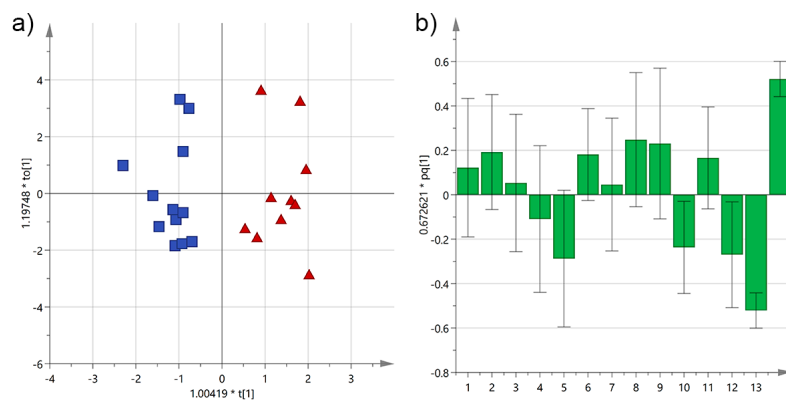 a)
4
2
0
-2
-4
-6
1.19748 * to[1]
-4 -3 -2 -1 0 1 2 3
1.00419 * t[1]
b)
0.6
0.4
0.2
0
-0.2
-0.4
-0.6
-0.8
0.672621 * pq[1]
1 2 3 4 5 6 7 8 9 10 11 12 13